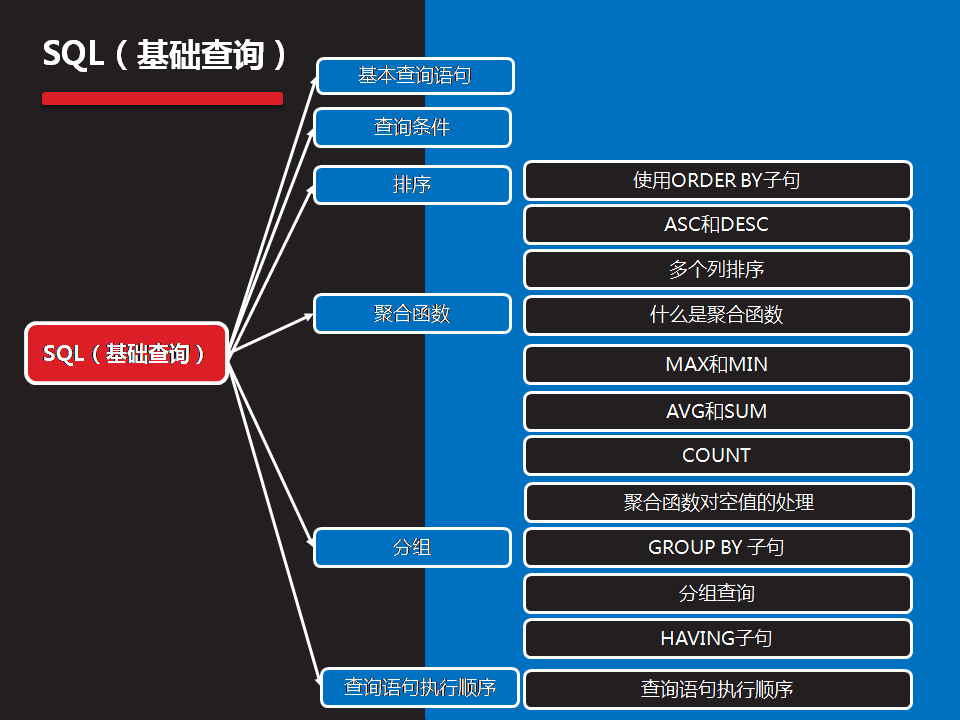 SQL（基础查询）
基本查询语句
查询条件
排序
使用ORDER BY子句
ASC和DESC
多个列排序
聚合函数
什么是聚合函数
MAX和MIN
AVG和SUM
COUNT
聚合函数对空值的处理
SQL（基础查询）
分组
GROUP BY 子句
分组查询
HAVING子句
查询语句执行顺序
查询语句执行顺序